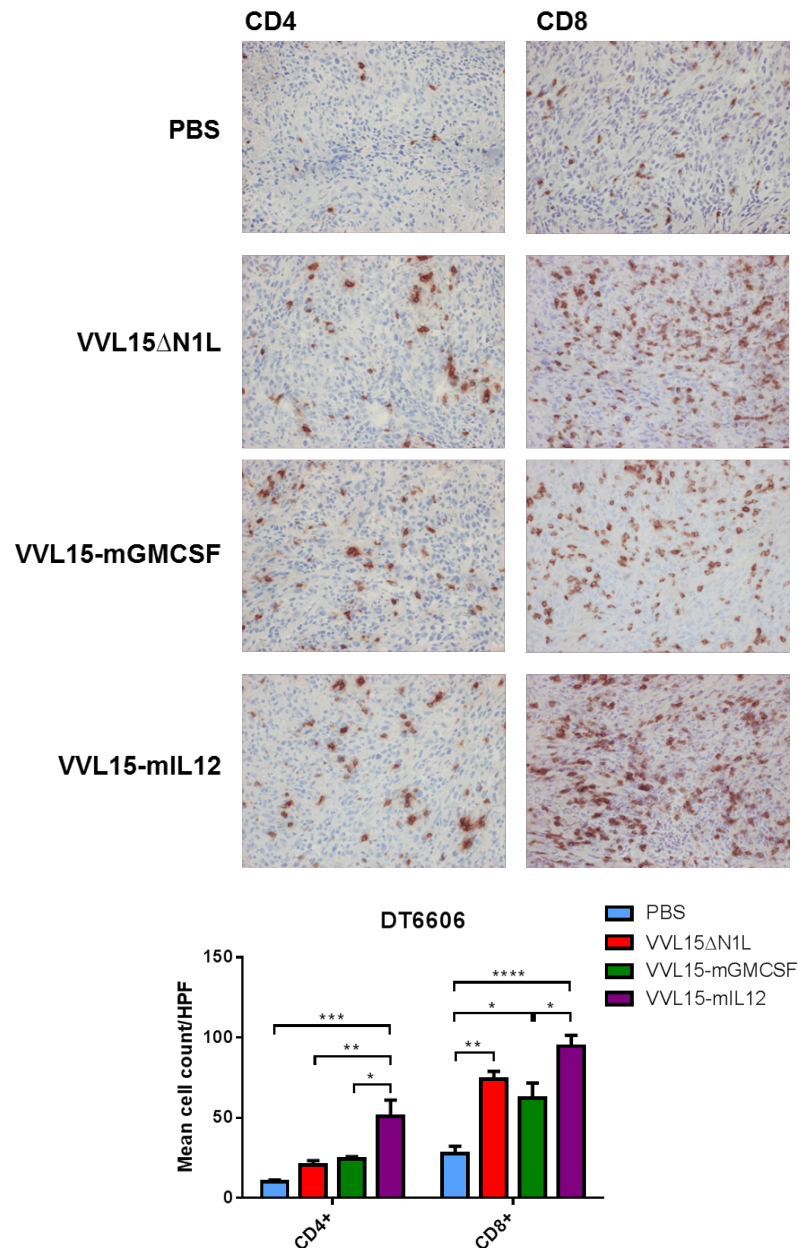 CD4 CD8
PBS
VVL15ΔN1L
VVL15-mGMCSF
VVL15-mIL12
DT6606
PBS
VVL15ΔN1L
VVL15-mGMCSF
VVL15-mIL12
Mean cell count/HPF
150
100
50
0
***
**
*
****
*
*
**
CD4+
CD8+